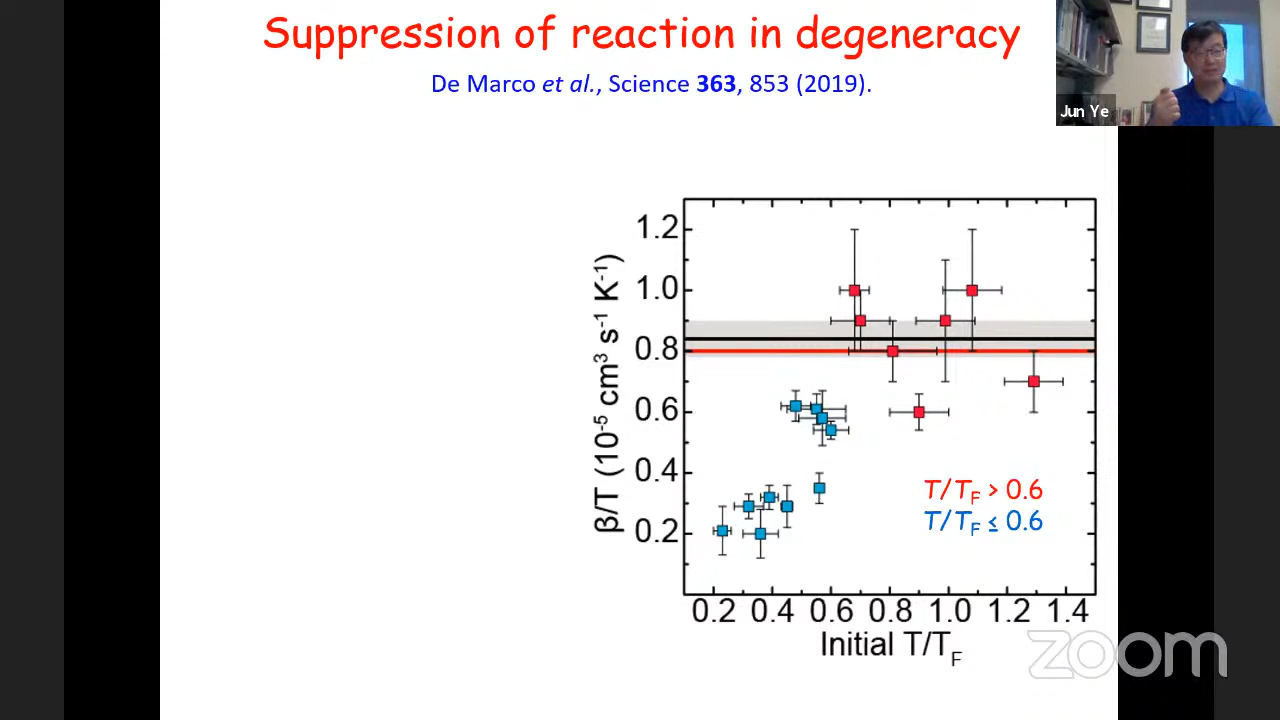 Suppression of reaction in degeneracy
De Marco et al., Science 363, 853 (2019).
Jun Ye
β/T (10⁻⁵ cm³ s⁻¹ K⁻¹)
1.2
1.0
0.8
0.6
0.4
0.2
T/T_F > 0.6
T/T_F ≤ 0.6
0.2 0.4 0.6 0.8 1.0 1.2 1.4
Initial T/T_F
zoom